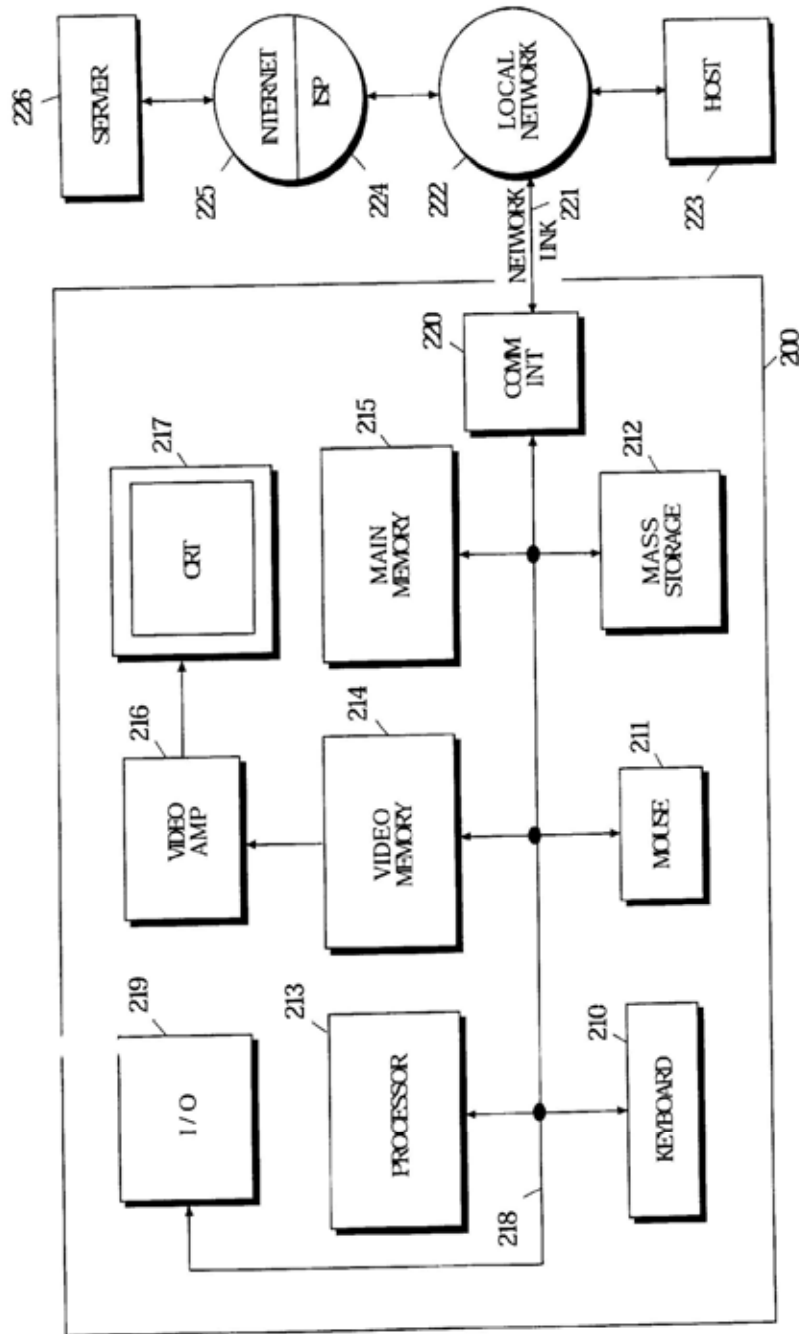 219
I / O
216
VIDEO
AMP
217
CRT
226
SERVER
225
INTERNET
ISP
224
213
PROCESSOR
214
VIDEO
MEMORY
215
MAIN
MEMORY
222
LOCAL
NETWORK
220
COMM
INT
NETWORK
LINK
221
218
210
KEYBOARD
211
MOUSE
212
MASS
STORAGE
223
HOST
200